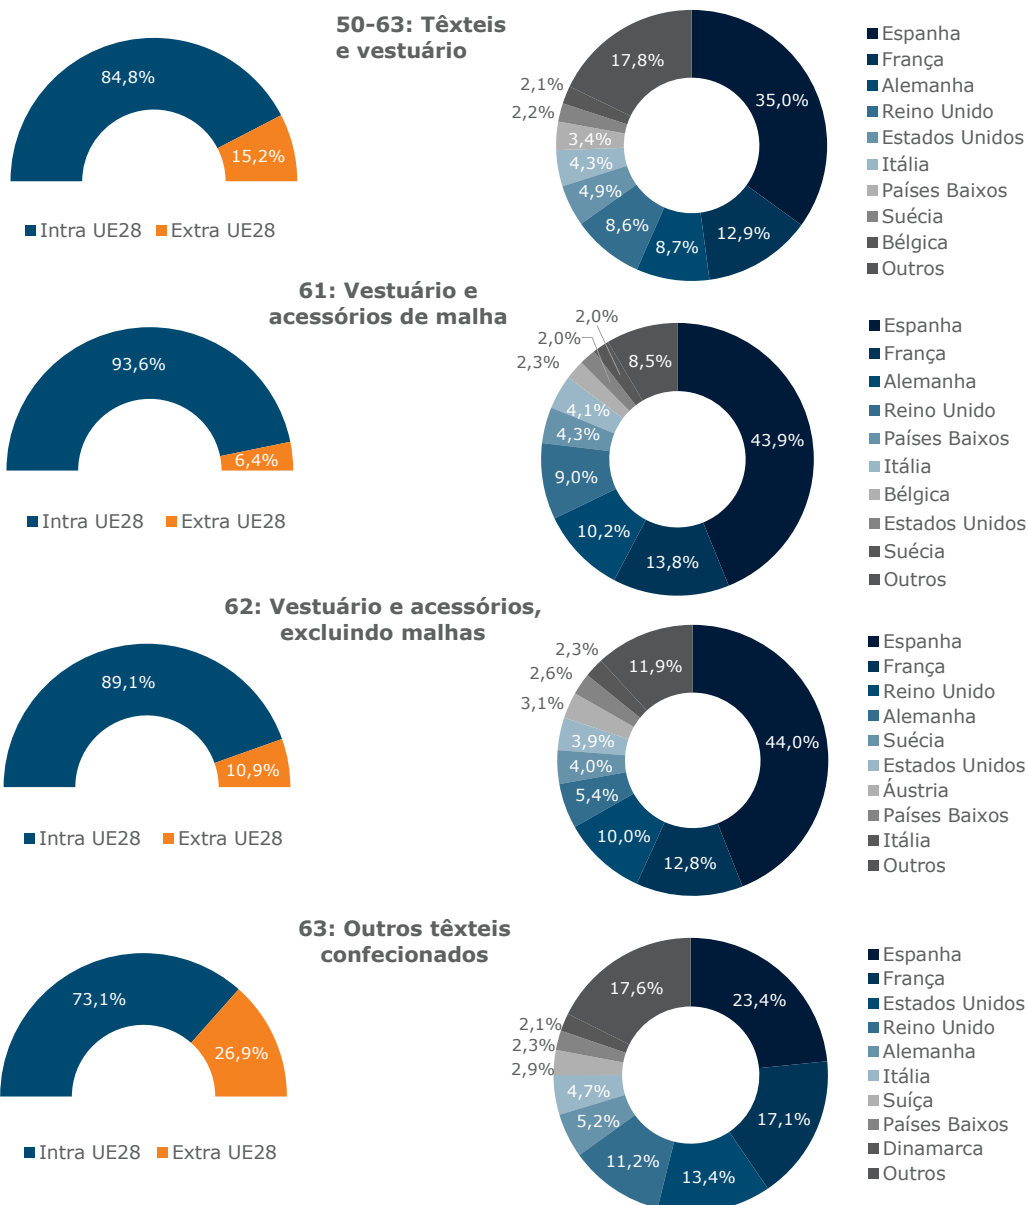 50-63: Têxteis
e vestuário
84,8%
15,2%
Intra UE28
Extra UE28
35,0%
12,9%
8,7%
8,6%
4,9%
4,3%
3,4%
2,2%
2,1%
17,8%
Espanha
França
Alemanha
Reino Unido
Estados Unidos
Itália
Países Baixos
Suécia
Bélgica
Outros
61: Vestuário e
acessórios de malha
93,6%
6,4%
Intra UE28
Extra UE28
43,9%
13,8%
10,2%
9,0%
4,3%
4,1%
2,3%
2,0%
2,0%
8,5%
Espanha
França
Alemanha
Reino Unido
Países Baixos
Itália
Bélgica
Estados Unidos
Suécia
Outros
62: Vestuário e acessórios,
excluindo malhas
89,1%
10,9%
Intra UE28
Extra UE28
44,0%
12,8%
10,0%
5,4%
4,0%
3,9%
3,1%
2,6%
2,3%
11,9%
Espanha
França
Reino Unido
Alemanha
Suécia
Estados Unidos
Áustria
Países Baixos
Itália
Outros
63: Outros têxteis
confecionados
73,1%
26,9%
Intra UE28
Extra UE28
23,4%
17,1%
13,4%
11,2%
5,2%
4,7%
2,9%
2,3%
2,1%
17,6%
Espanha
França
Estados Unidos
Reino Unido
Alemanha
Itália
Suíça
Países Baixos
Dinamarca
Outros